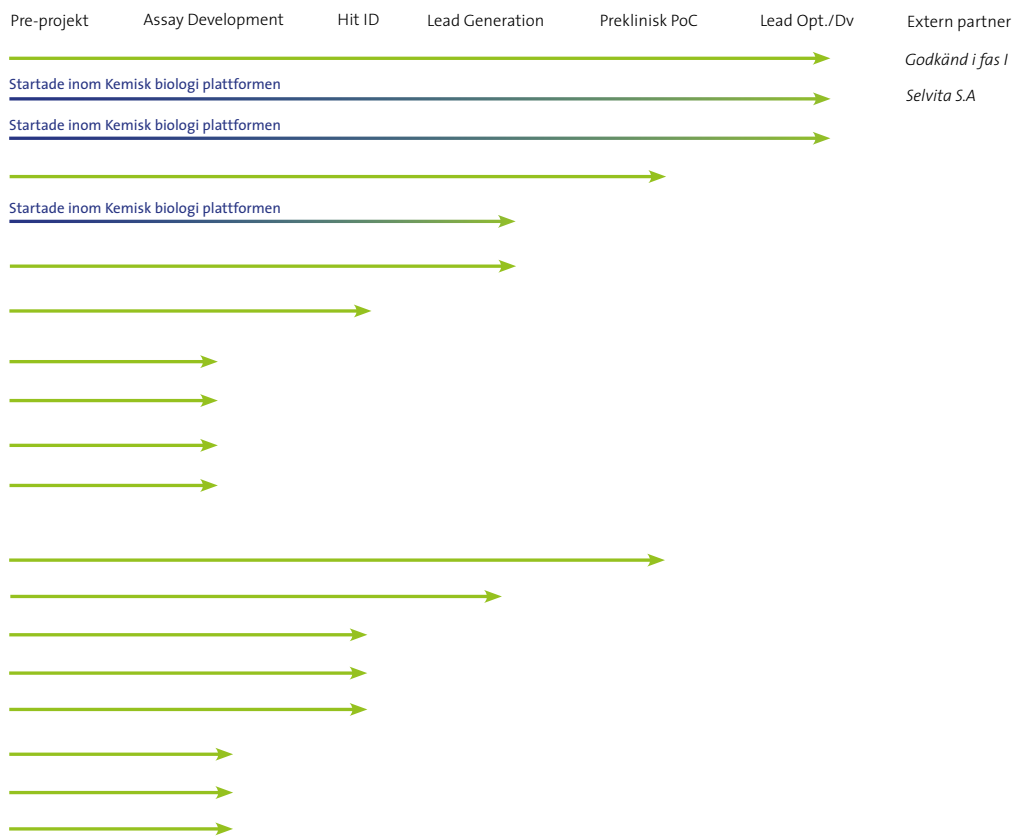 Pre-projekt Assay Development Hit ID Lead Generation Preklinisk PoC Lead Opt./Dv Extern partner
Godkänd i fas I
Startade inom Kemisk biologi plattformen
Selvita S.A
Startade inom Kemisk biologi plattformen
Startade inom Kemisk biologi plattformen